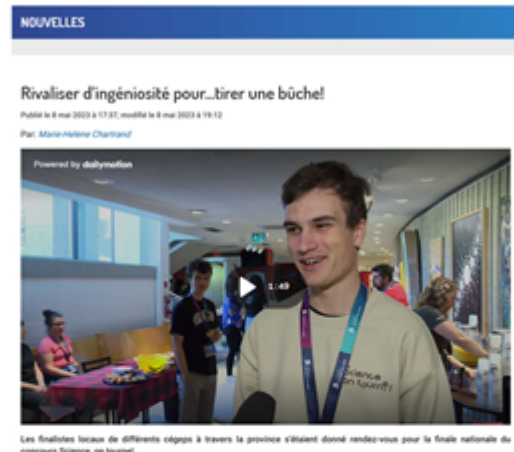 NOUVELLES
Rivaliser d'ingéniosité pour...tirer une bûche!
Publié le 8 mai 2023 à 17:37, modifié le 8 mai 2023 à 19:12
Par: Marie-Helene Chartrand
Powered by dailymotion
1:49
Science
on tourne!
Les finalistes locaux de différents cégeps à travers la province s'étaient donné rendez-vous pour la finale nationale du
concours Science, on tourne!